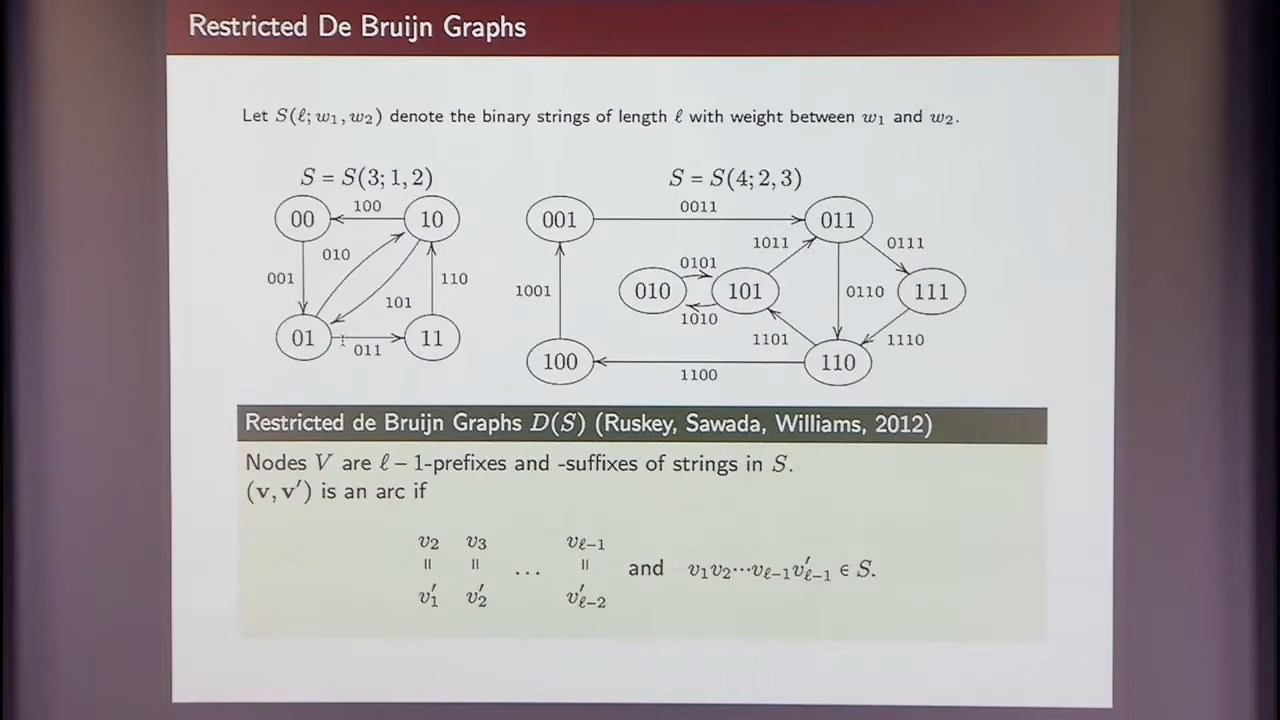 Restricted De Bruijn Graphs
Let S(ℓ; w₁, w₂) denote the binary strings of length ℓ with weight between w₁ and w₂.
S = S(3; 1, 2)
00
100
10
010
001
101
110
01
011
11
S = S(4; 2, 3)
001
0011
011
1011
0111
0101
010
101
0110
111
1001
1010
1101
1110
100
1100
110
Restricted de Bruijn Graphs D(S) (Ruskey, Sawada, Williams, 2012)
Nodes V are ℓ − 1-prefixes and -suffixes of strings in S.
(v, v′) is an arc if
v₂ v₃ vℓ₋₁
= = … = and v₁v₂⋯vℓ₋₁v′ℓ₋₁ ∈ S.
v′₁ v′₂ v′ℓ₋₂